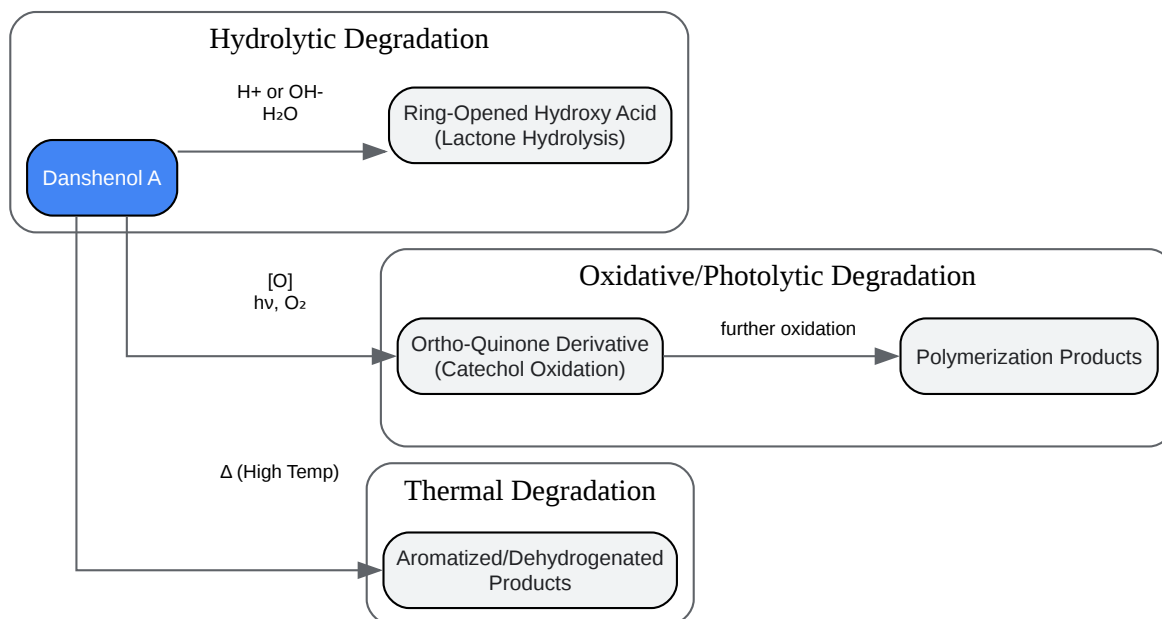 Hydrolytic Degradation
H+ or OH-
H₂O
Ring-Opened Hydroxy Acid
(Lactone Hydrolysis)
Danshenol A
Oxidative/Photolytic Degradation
[O]
hν, O₂
further oxidation
Ortho-Quinone Derivative
(Catechol Oxidation)
Polymerization Products
Δ (High Temp)
Thermal Degradation
Aromatized/Dehydrogenated
Products